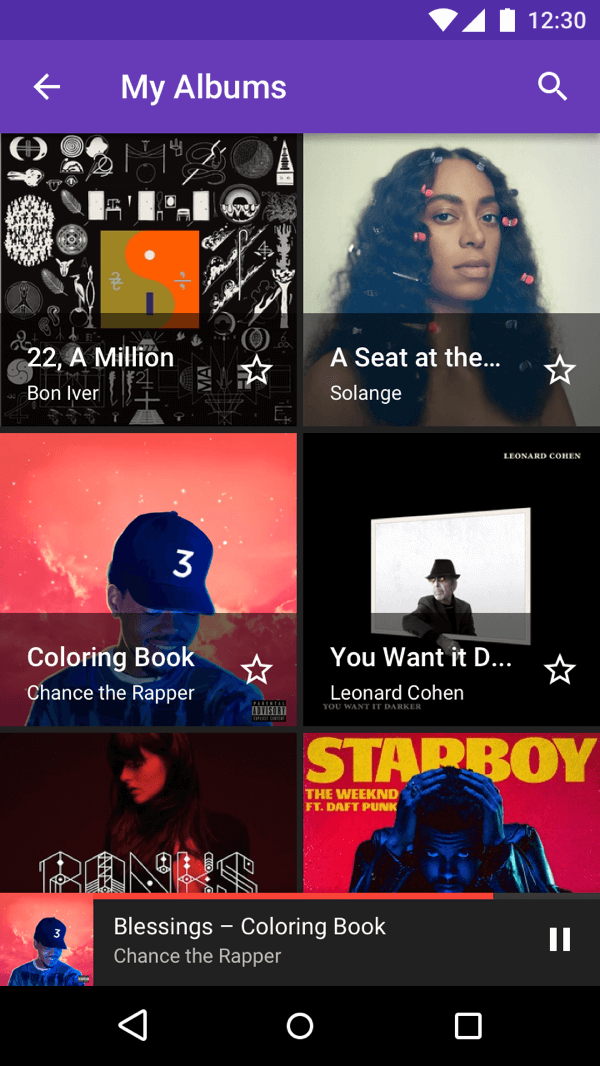 12:30
My Albums
22, A Million
Bon Iver
A Seat at the...
Solange
3
Coloring Book
Chance the Rapper
PARENTAL
ADVISORY
EXPLICIT CONTENT
LEONARD COHEN
You Want it D...
Leonard Cohen
YOU WANT IT DARKER
BANKS
STARBOY
THE WEEKND
FT. DAFT PUNK
3
Blessings – Coloring Book
Chance the Rapper